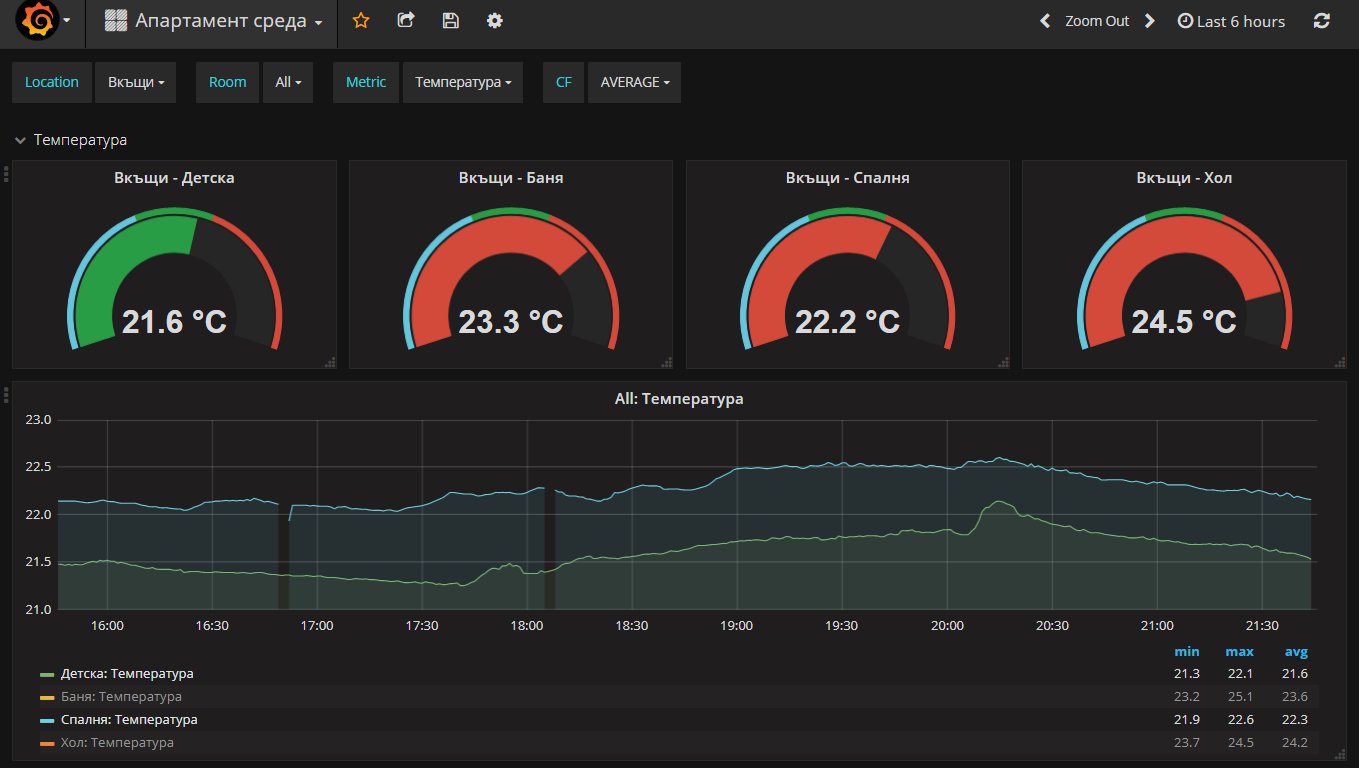 Апартамент среда
Zoom Out
Last 6 hours
Location Вкъщи Room All Metric Температура CF AVERAGE
Температура
Вкъщи - Детска
21.6 °C
Вкъщи - Баня
23.3 °C
Вкъщи - Спалня
22.2 °C
Вкъщи - Хол
24.5 °C
All: Температура
23.0
22.5
22.0
21.5
21.0
16:00 16:30 17:00 17:30 18:00 18:30 19:00 19:30 20:00 20:30 21:00 21:30
min max avg
Детска: Температура 21.3 22.1 21.6
Баня: Температура 23.2 25.1 23.6
Спалня: Температура 21.9 22.6 22.3
Хол: Температура 23.7 24.5 24.2